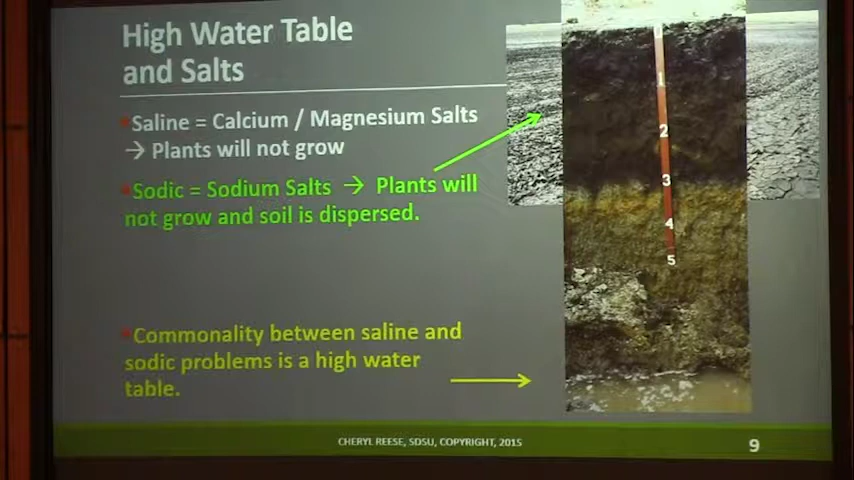 High Water Table
and Salts
Saline = Calcium / Magnesium Salts
→ Plants will not grow
Sodic = Sodium Salts → Plants will
not grow and soil is dispersed.
Commonality between saline and
sodic problems is a high water
table.
1
2
3
4
5
CHERYL REESE, SDSU, COPYRIGHT, 2015
9